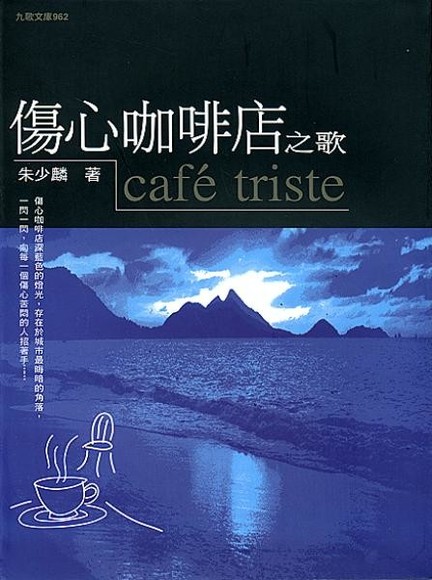 九歌文庫962
傷心咖啡店之歌
朱少麟 著
café triste
傷心咖啡店深藍色的燈光，存在於城市最晦暗的角落，
一閃一閃，向每一個傷心苦悶的人招著手……